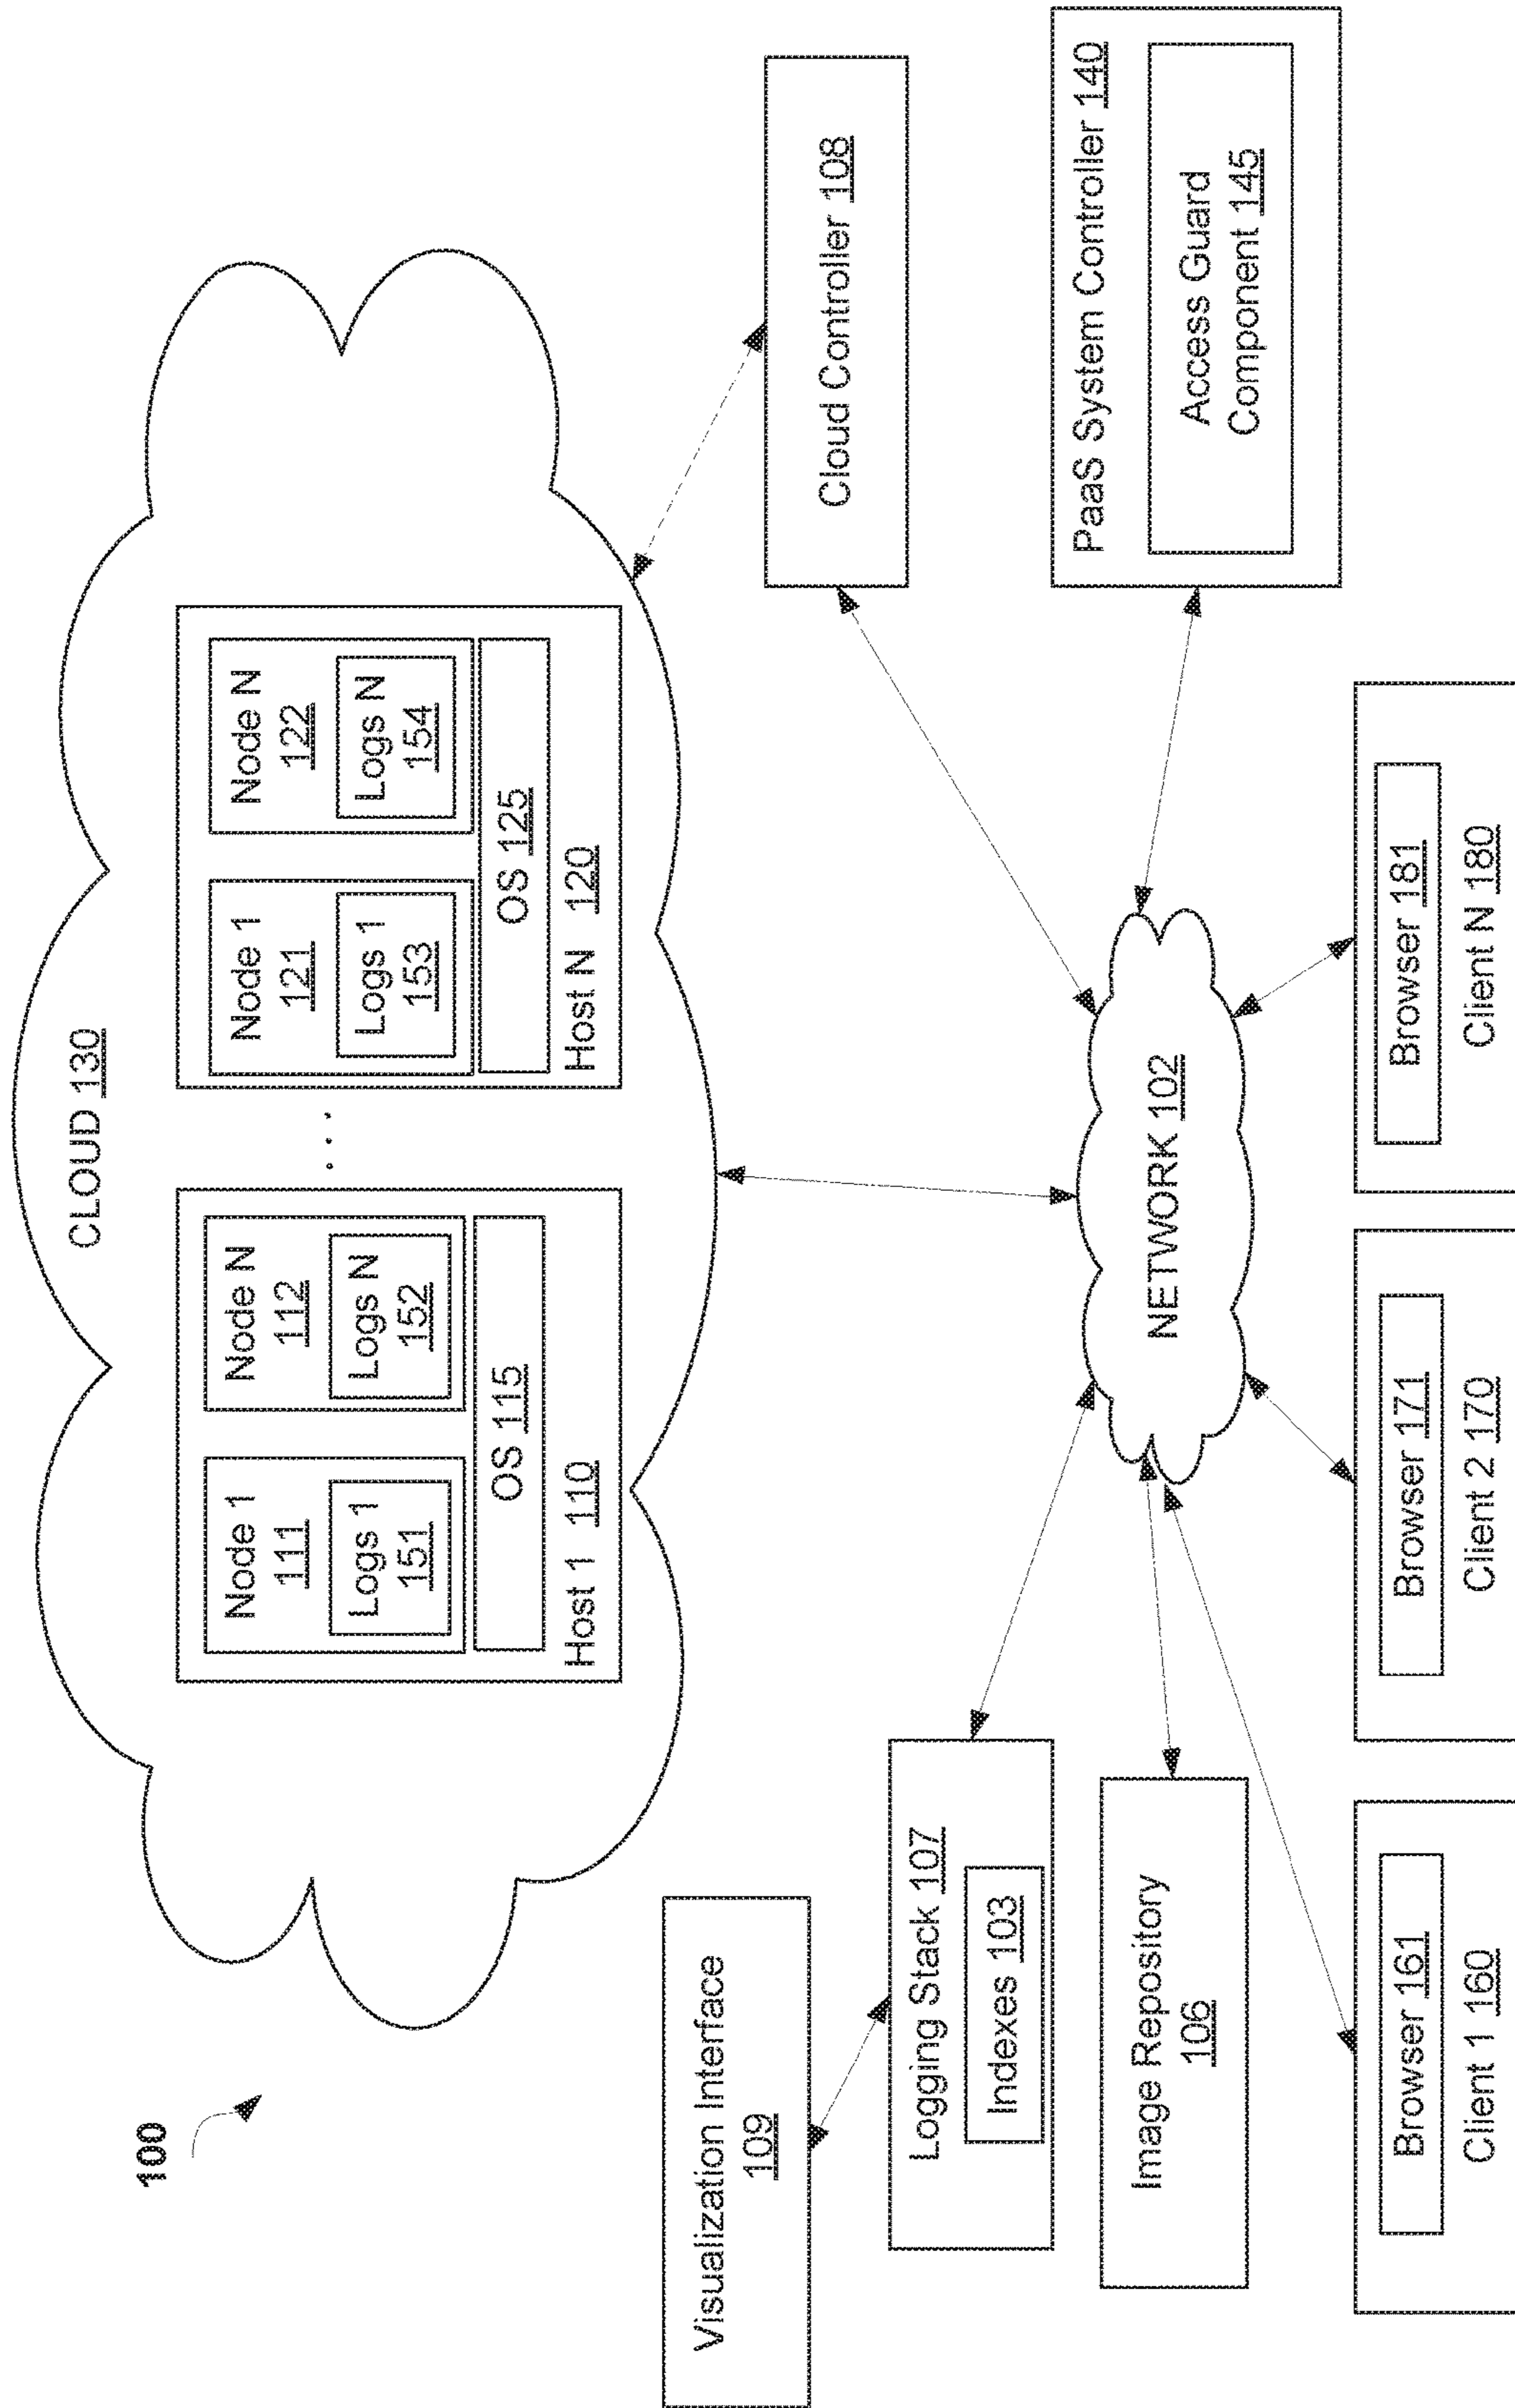 100
CLOUD 130
Node 1
111
Logs 1
151
Node N
112
Logs N
152
OS 115
Host 1 110
. . .
Node 1
121
Logs 1
153
Node N
122
Logs N
154
OS 125
Host N 120
Visualization Interface
109
Logging Stack 107
Indexes 103
Image Repository
106
NETWORK 102
Cloud Controller 108
PaaS System Controller 140
Access Guard
Component 145
Browser 161
Client 1 160
Browser 171
Client 2 170
Browser 181
Client N 180